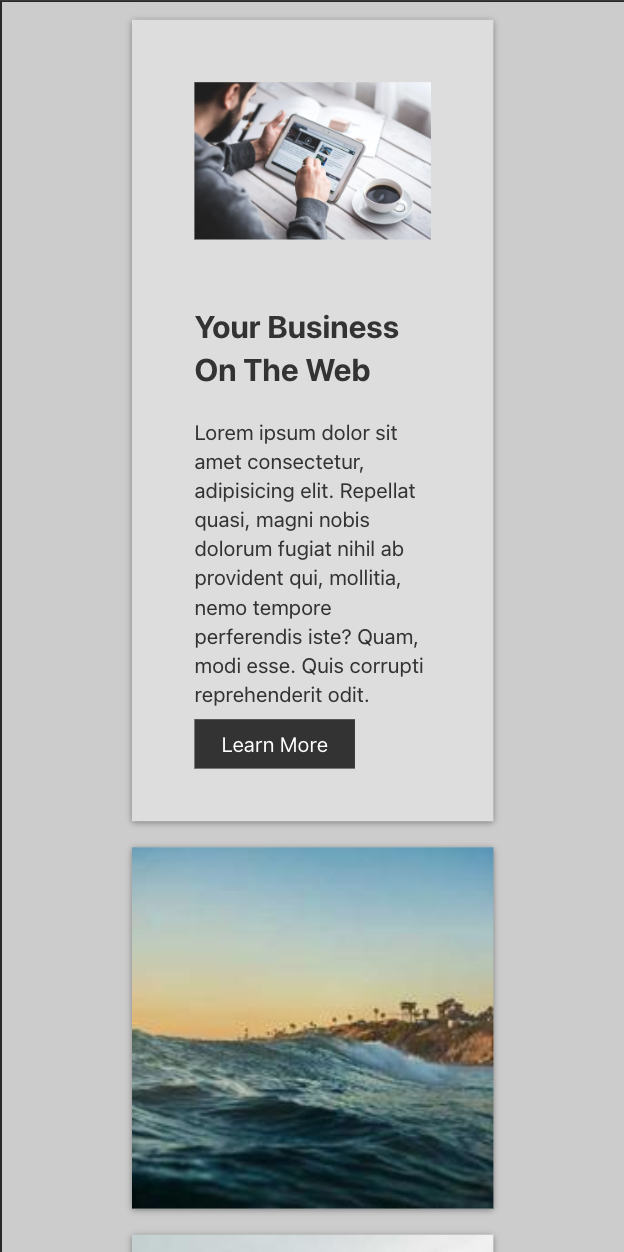 Your Business
On The Web
Lorem ipsum dolor sit
amet consectetur,
adipisicing elit. Repellat
quasi, magni nobis
dolorum fugiat nihil ab
provident qui, mollitia,
nemo tempore
perferendis iste? Quam,
modi esse. Quis corrupti
reprehenderit odit.
Learn More